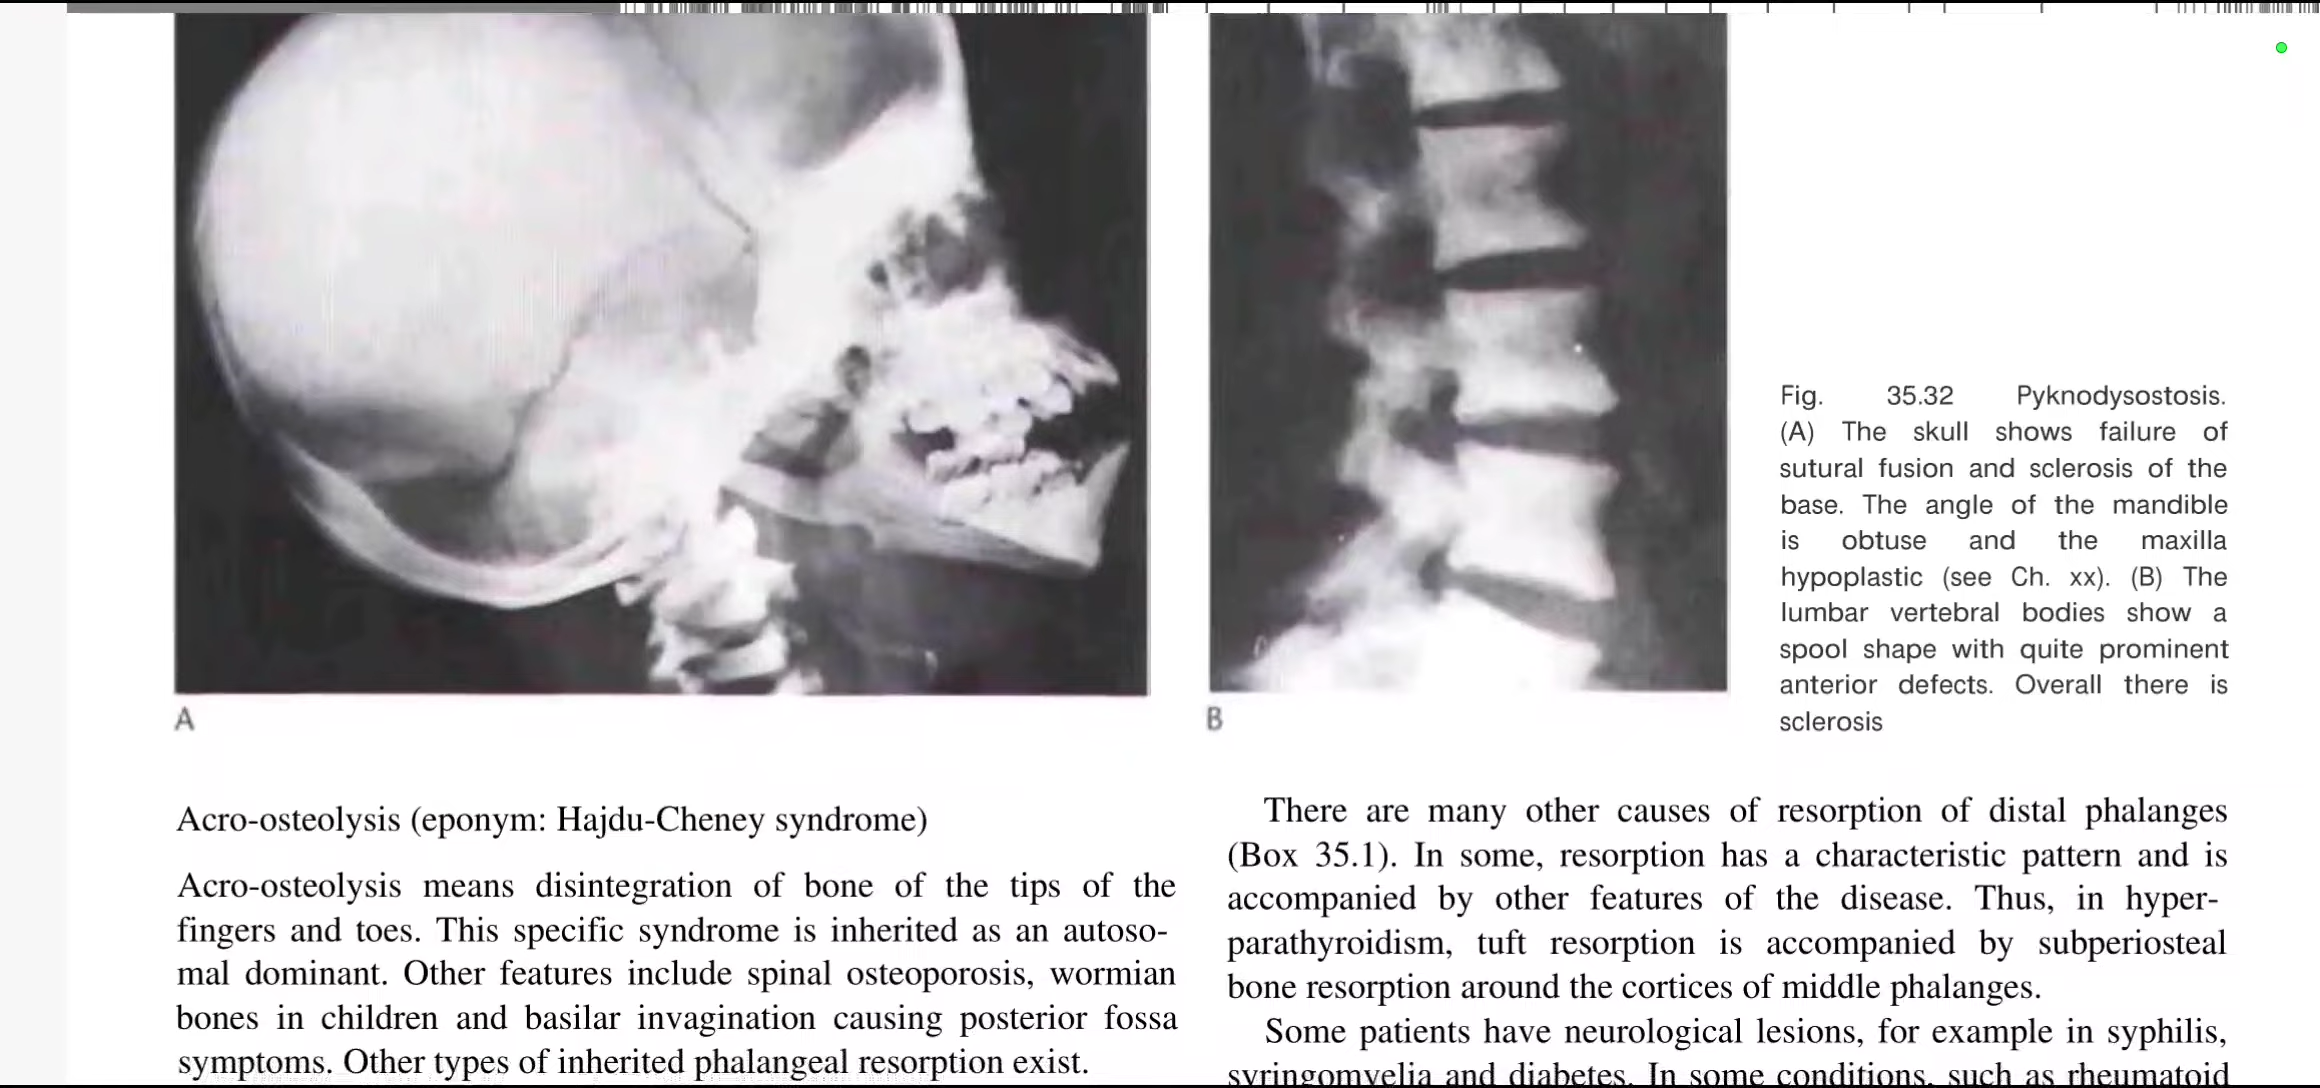 A
B
Fig. 35.32 Pyknodysostosis.
(A) The skull shows failure of
sutural fusion and sclerosis of the
base. The angle of the mandible
is obtuse and the maxilla
hypoplastic (see Ch. xx). (B) The
lumbar vertebral bodies show a
spool shape with quite prominent
anterior defects. Overall there is
sclerosis
Acro-osteolysis (eponym: Hajdu-Cheney syndrome)
Acro-osteolysis means disintegration of bone of the tips of the
fingers and toes. This specific syndrome is inherited as an autoso-
mal dominant. Other features include spinal osteoporosis, wormian
bones in children and basilar invagination causing posterior fossa
symptoms. Other types of inherited phalangeal resorption exist.
There are many other causes of resorption of distal phalanges
(Box 35.1). In some, resorption has a characteristic pattern and is
accompanied by other features of the disease. Thus, in hyper-
parathyroidism, tuft resorption is accompanied by subperiosteal
bone resorption around the cortices of middle phalanges.
Some patients have neurological lesions, for example in syphilis,
syringomyelia and diabetes. In some conditions, such as rheumatoid